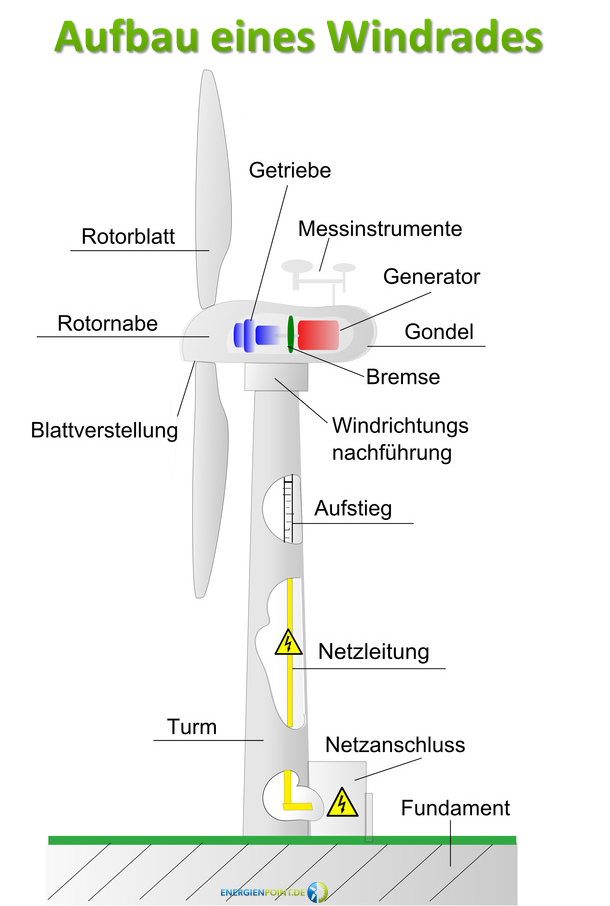 Aufbau eines Windrades
Getriebe
Messinstrumente
Rotorblatt
Generator
Rotornabe
Gondel
Bremse
Blattverstellung
Windrichtungs
nachführung
Aufstieg
Netzleitung
Turm
Netzanschluss
Fundament
ENERGIENPOINT.DE